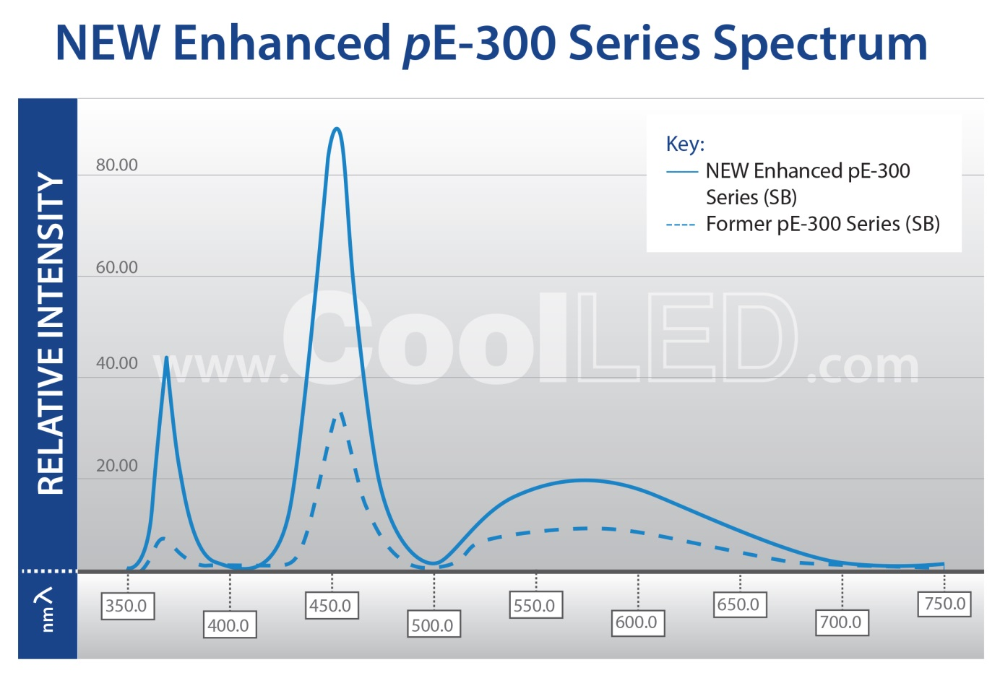 NEW Enhanced pE-300 Series Spectrum
RELATIVE INTENSITY
80.00
60.00
40.00
20.00
Key:
NEW Enhanced pE-300
Series (SB)
Former pE-300 Series (SB)
www.CoolLED.com
nmλ
350.0
400.0
450.0
500.0
550.0
600.0
650.0
700.0
750.0